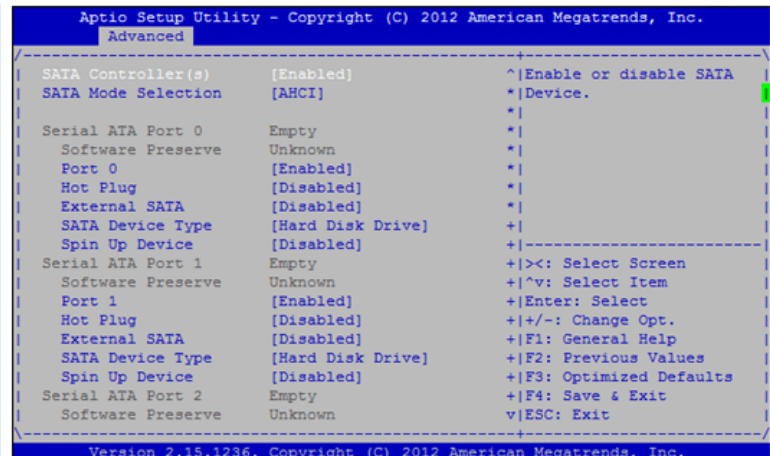 Aptio Setup Utility - Copyright (C) 2012 American Megatrends, Inc.
Advanced
/----------------------------------------------------+------------------------\
| SATA Controller(s) [Enabled] ^|Enable or disable SATA |
| SATA Mode Selection [AHCI] *|Device. |
| *| |
| Serial ATA Port 0 Empty *| |
| Software Preserve Unknown *| |
| Port 0 [Enabled] *| |
| Hot Plug [Disabled] *| |
| External SATA [Disabled] *| |
| SATA Device Type [Hard Disk Drive] +| |
| Spin Up Device [Disabled] +|------------------------|
| Serial ATA Port 1 Empty +|><: Select Screen |
| Software Preserve Unknown +|^v: Select Item |
| Port 1 [Enabled] +|Enter: Select |
| Hot Plug [Disabled] +|+/-: Change Opt. |
| External SATA [Disabled] +|F1: General Help |
| SATA Device Type [Hard Disk Drive] +|F2: Previous Values |
| Spin Up Device [Disabled] +|F3: Optimized Defaults |
| Serial ATA Port 2 Empty +|F4: Save & Exit |
| Software Preserve Unknown v|ESC: Exit |
\----------------------------------------------------+------------------------/
Version 2.15.1236. Copyright (C) 2012 American Megatrends, Inc.